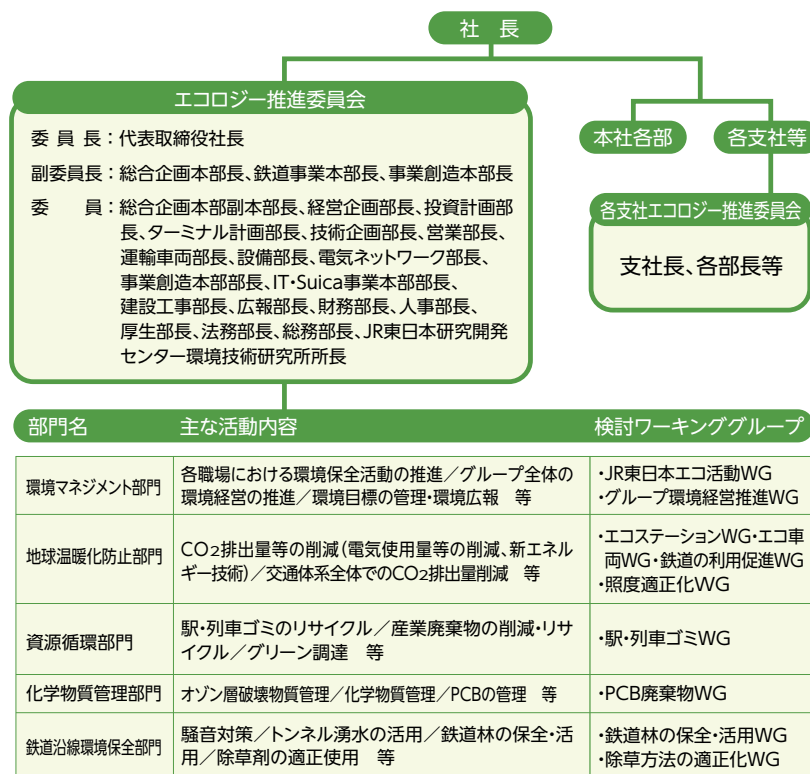 社　長
エコロジー推進委員会
委 員 長：代表取締役社長
副委員長：総合企画本部長、鉄道事業本部長、事業創造本部長
委　　員：総合企画本部副本部長、経営企画部長、投資計画部
長、ターミナル計画部長、技術企画部長、営業部長、
運輸車両部長、設備部長、電気ネットワーク部長、
事業創造本部部長、IT・Suica事業本部部長、
建設工事部長、広報部長、財務部長、人事部長、
厚生部長、法務部長、総務部長、JR東日本研究開発
センター環境技術研究所所長
本社各部
各支社等
各支社エコロジー推進委員会
支社長、各部長等
部門名　主な活動内容　検討ワーキンググループ
環境マネジメント部門
各職場における環境保全活動の推進／グループ全体の
環境経営の推進／環境目標の管理・環境広報　等
・JR東日本エコ活動WG
・グループ環境経営推進WG
地球温暖化防止部門
CO2排出量等の削減（電気使用量等の削減、新エネル
ギー技術）／交通体系全体でのCO2排出量削減　等
・エコステーションWG・エコ車
両WG・鉄道の利用促進WG
・照度適正化WG
資源循環部門
駅・列車ゴミのリサイクル／産業廃棄物の削減・リサ
イクル／グリーン調達　等
・駅・列車ゴミWG
化学物質管理部門
オゾン層破壊物質管理／化学物質管理／PCBの管理　等
・PCB廃棄物WG
鉄道沿線環境保全部門
騒音対策／トンネル湧水の活用／鉄道林の保全・活
用／除草剤の適正使用　等
・鉄道林の保全・活用WG
・除草方法の適正化WG